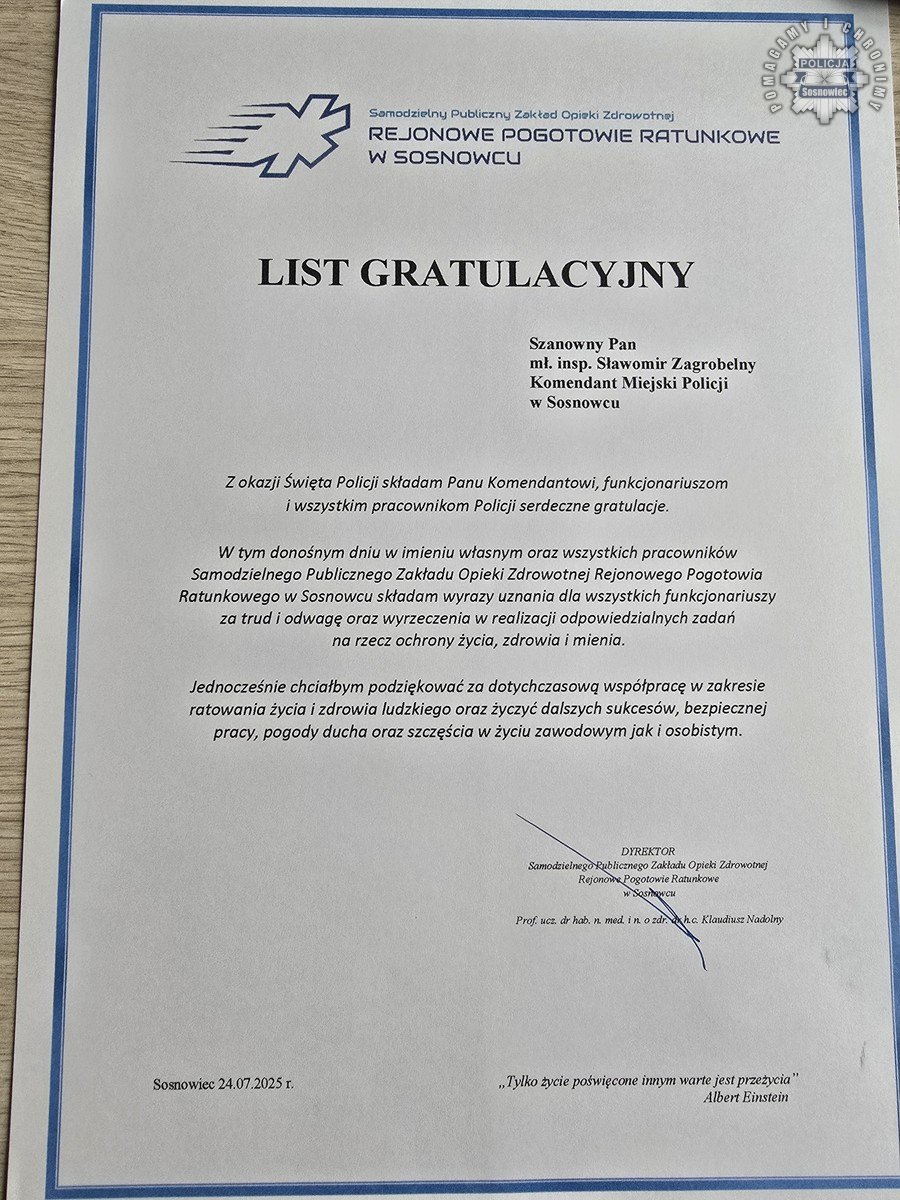 POMAGAMY I CHRONIMY
POLICJA
Sosnowiec
Samodzielny Publiczny Zakład Opieki Zdrowotnej
REJONOWE POGOTOWIE RATUNKOWE
W SOSNOWCU
LIST GRATULACYJNY
Szanowny Pan
mł. insp. Sławomir Zagrobelny
Komendant Miejski Policji
w Sosnowcu
Z okazji Święta Policji składam Panu Komendantowi, funkcjonariuszom
i wszystkim pracownikom Policji serdeczne gratulacje.
W tym donośnym dniu w imieniu własnym oraz wszystkich pracowników
Samodzielnego Publicznego Zakładu Opieki Zdrowotnej Rejonowego Pogotowia
Ratunkowego w Sosnowcu składam wyrazy uznania dla wszystkich funkcjonariuszy
za trud i odwagę oraz wyrzeczenia w realizacji odpowiedzialnych zadań
na rzecz ochrony życia, zdrowia i mienia.
Jednocześnie chciałbym podziękować za dotychczasową współpracę w zakresie
ratowania życia i zdrowia ludzkiego oraz życzyć dalszych sukcesów, bezpiecznej
pracy, pogody ducha oraz szczęścia w życiu zawodowym jak i osobistym.
DYREKTOR
Samodzielnego Publicznego Zakładu Opieki Zdrowotnej
Rejonowe Pogotowie Ratunkowe
w Sosnowcu
Prof. ucz. dr hab. n. med. i n. o zdr. dr h.c. Klaudiusz Nadolny
Sosnowiec 24.07.2025 r.
„Tylko życie poświęcone innym warte jest przeżycia”
Albert Einstein